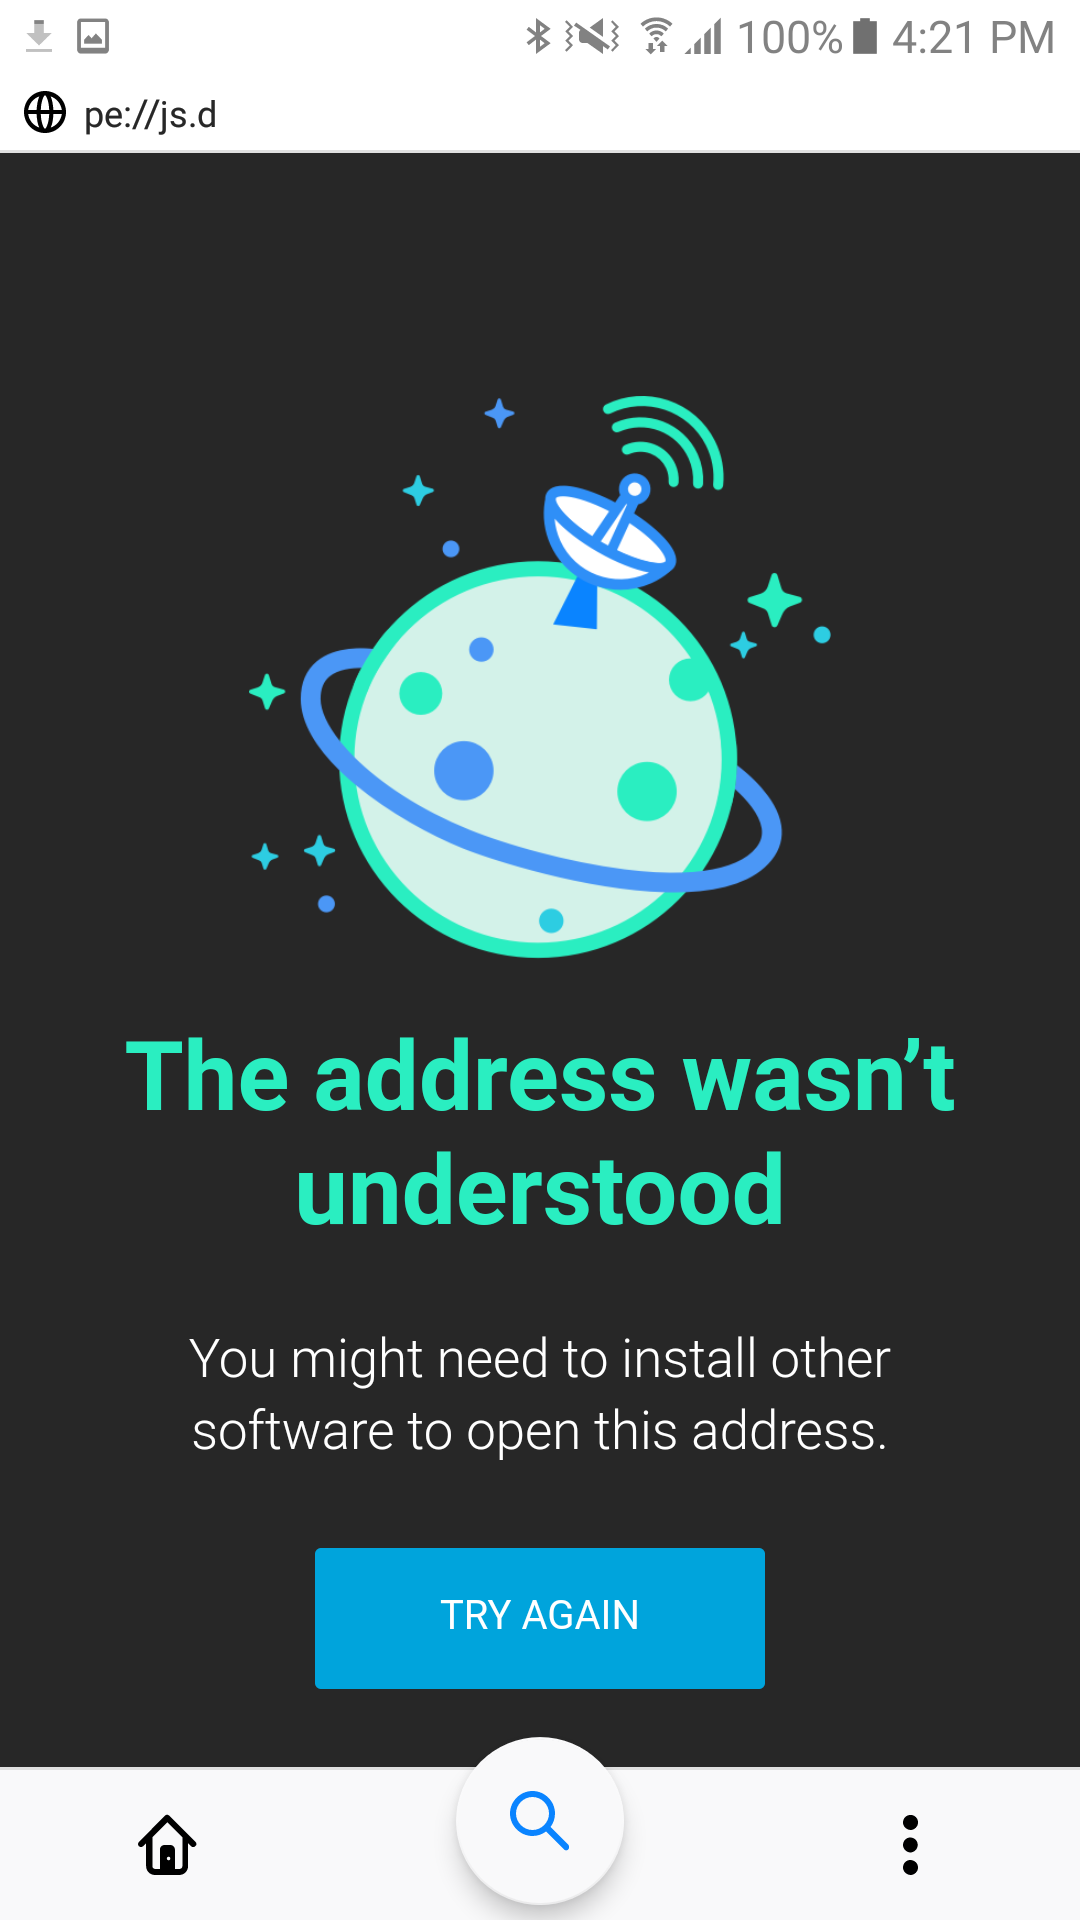 100% 4:21 PM
pe://js.d
The address wasn’t
understood
You might need to install other
software to open this address.
TRY AGAIN